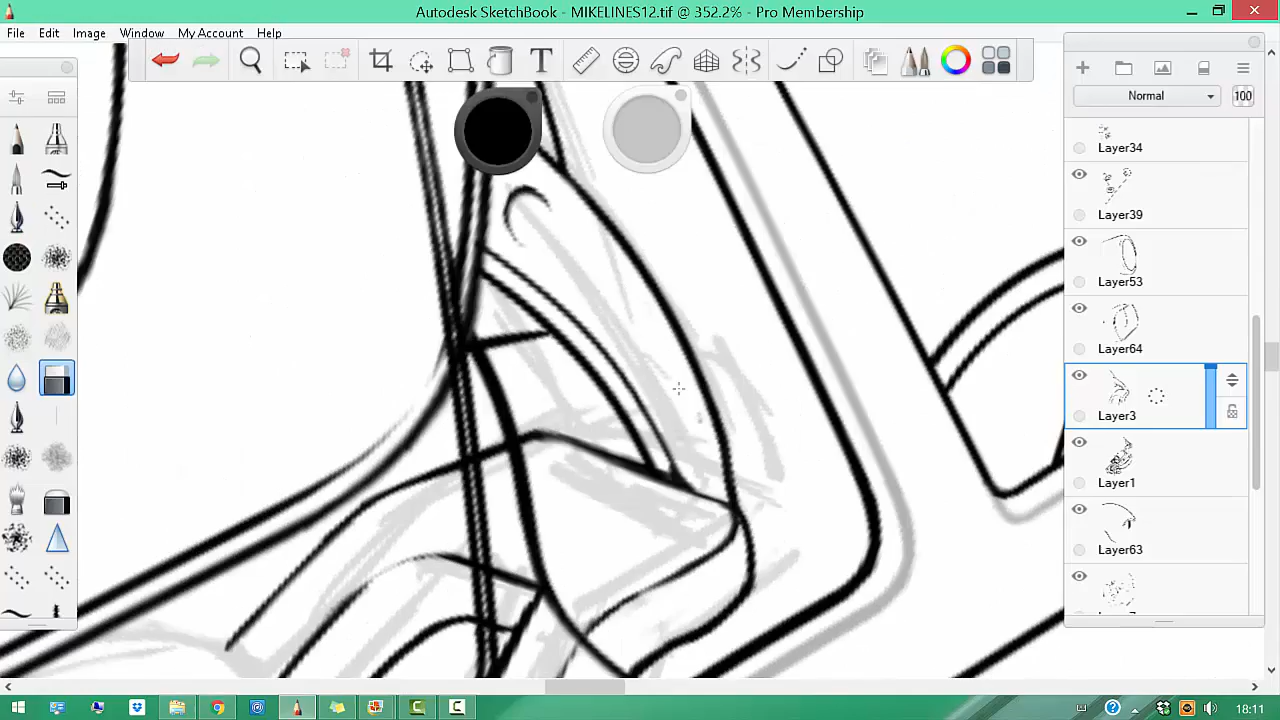 Autodesk SketchBook - MIKELINES12.tif @ 352.2% - Pro Membership
File Edit Image Window My Account Help
T
Normal 100
Layer34
Layer39
Layer53
Layer64
Layer3
Layer1
Layer63
18:11